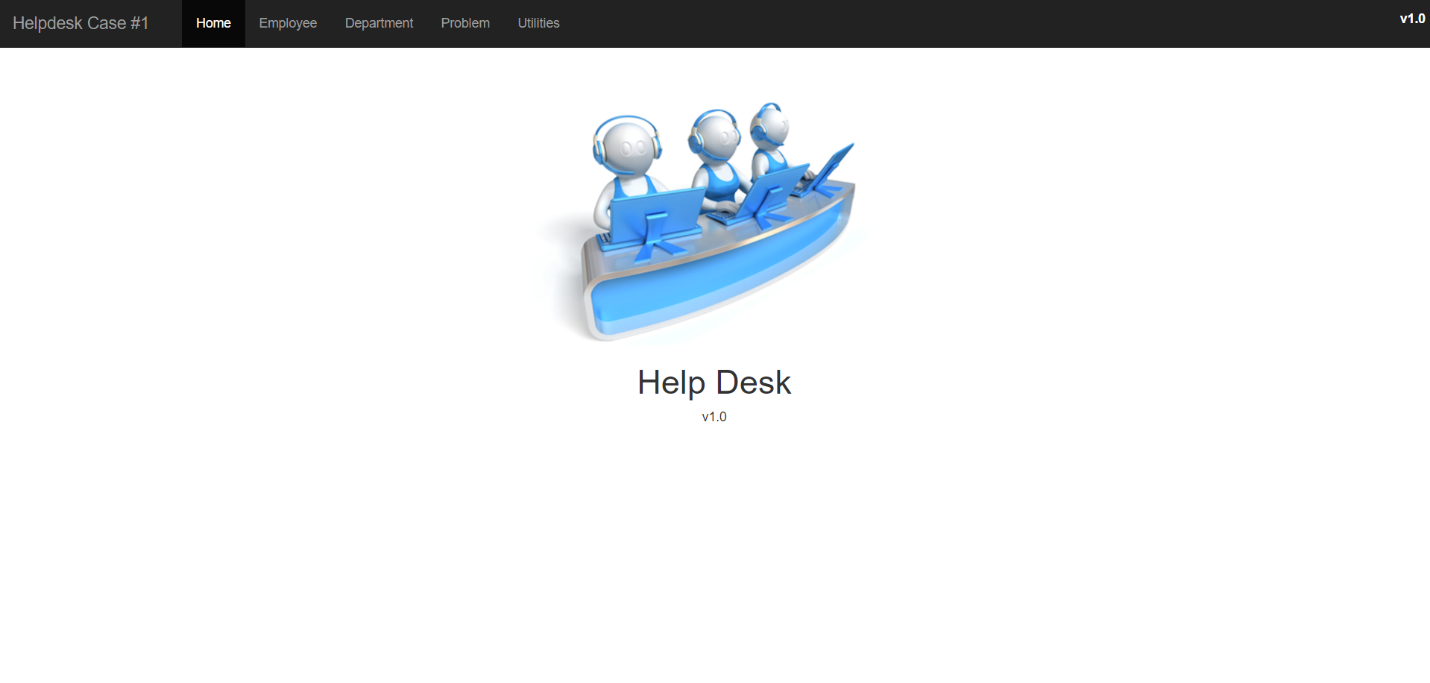 Helpdesk Case #1 Home Employee Department Problem Utilities v1.0
Help Desk
v1.0